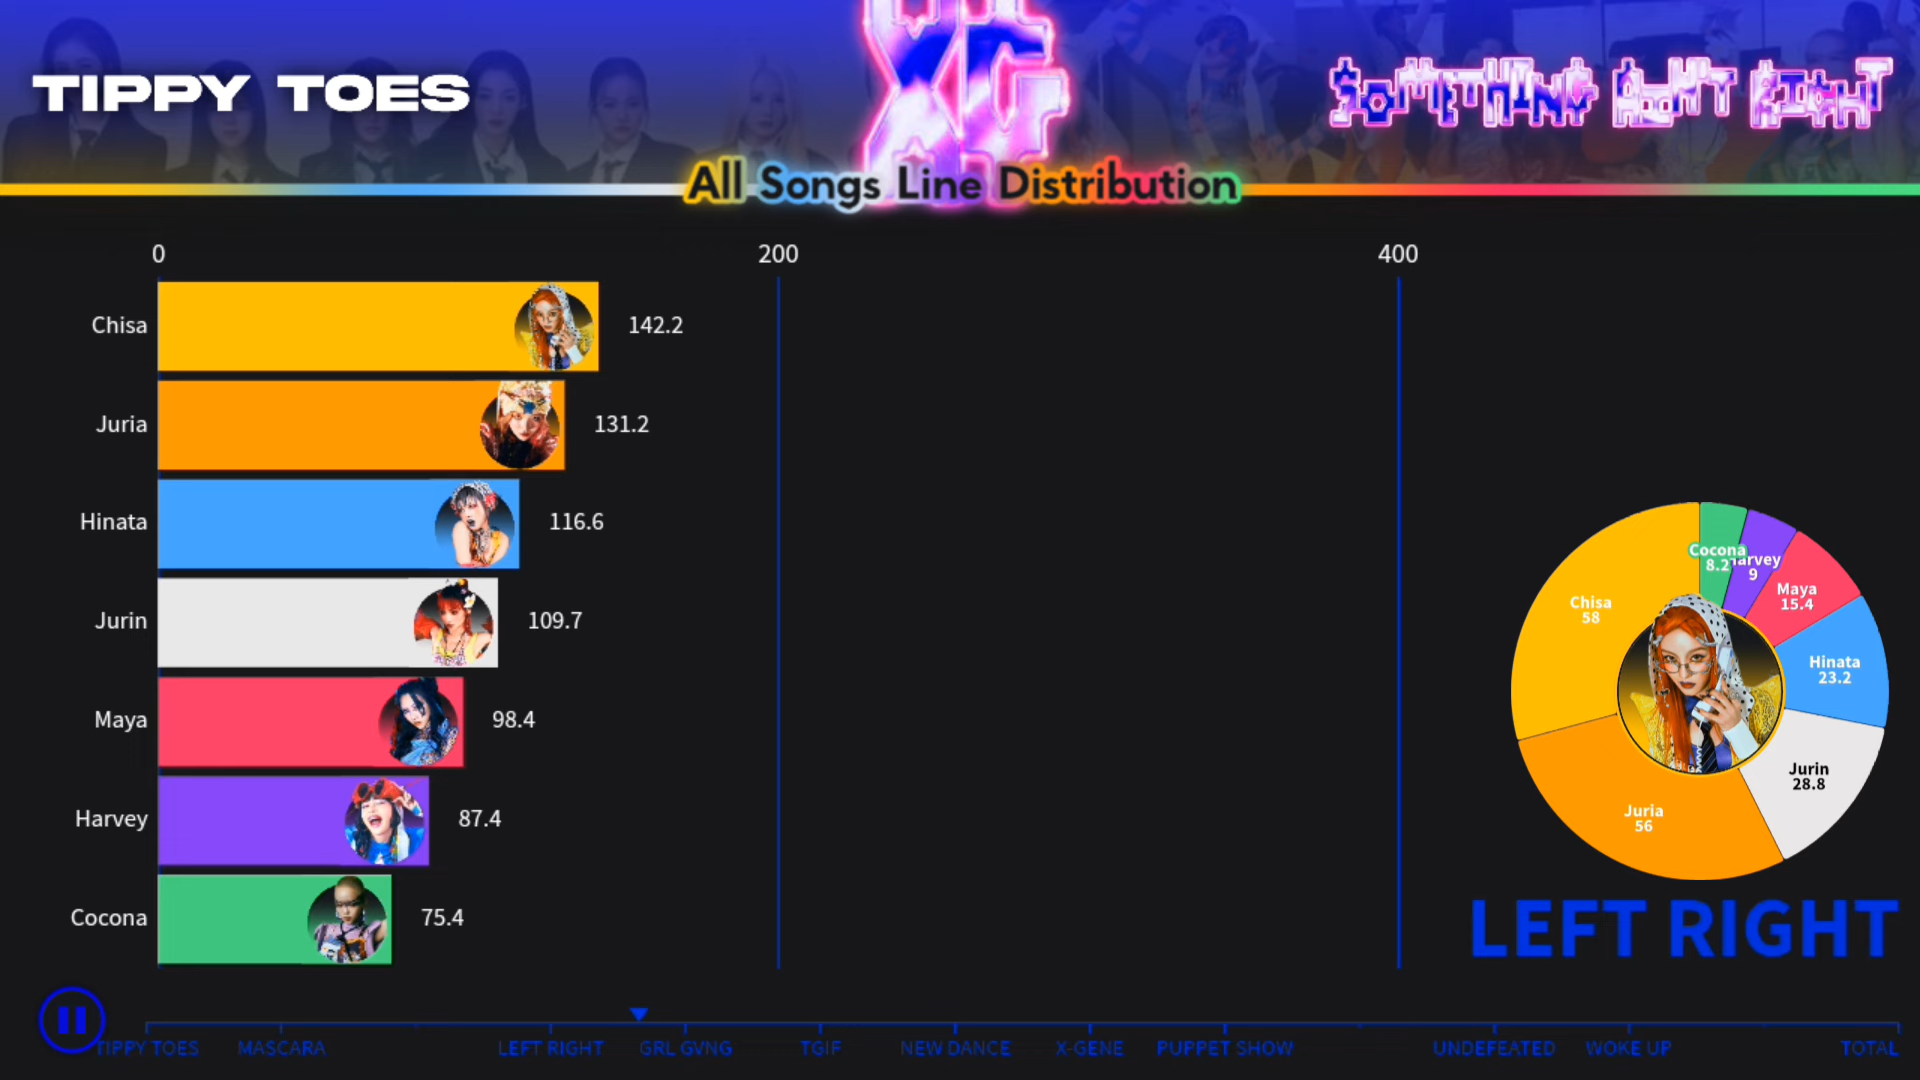 TIPPY TOES
XG
SOMETHING AIN'T RIGHT
All Songs Line Distribution
0 200 400
Chisa 142.2
Juria 131.2
Hinata 116.6
Jurin 109.7
Maya 98.4
Harvey 87.4
Cocona 75.4
Cocona
8.2
arvey
9
Maya
15.4
Chisa
58
Hinata
23.2
Jurin
28.8
Juria
56
LEFT RIGHT
TIPPY TOES MASCARA LEFT RIGHT GRL GVNG TGIF NEW DANCE X-GENE PUPPET SHOW UNDEFEATED WOKE UP TOTAL